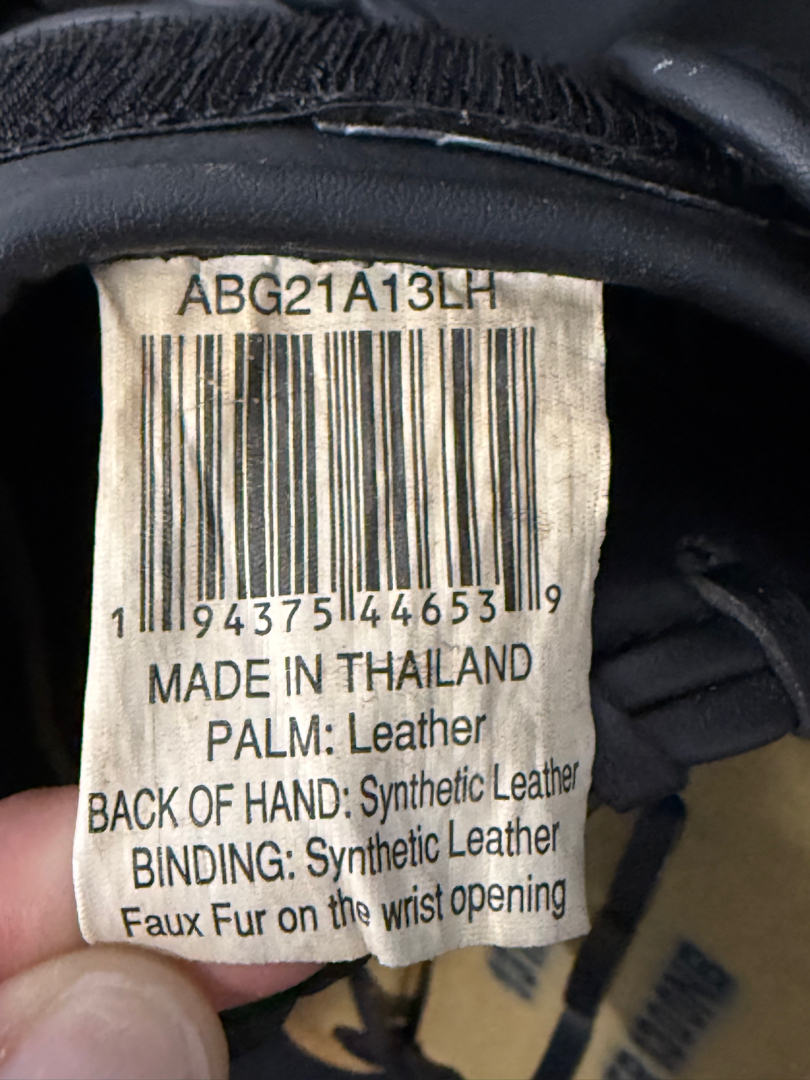 ABG21A13LH
1 94375 44653 9
MADE IN THAILAND
PALM: Leather
BACK OF HAND: Synthetic Leather
BINDING: Synthetic Leather
Faux Fur on the wrist opening